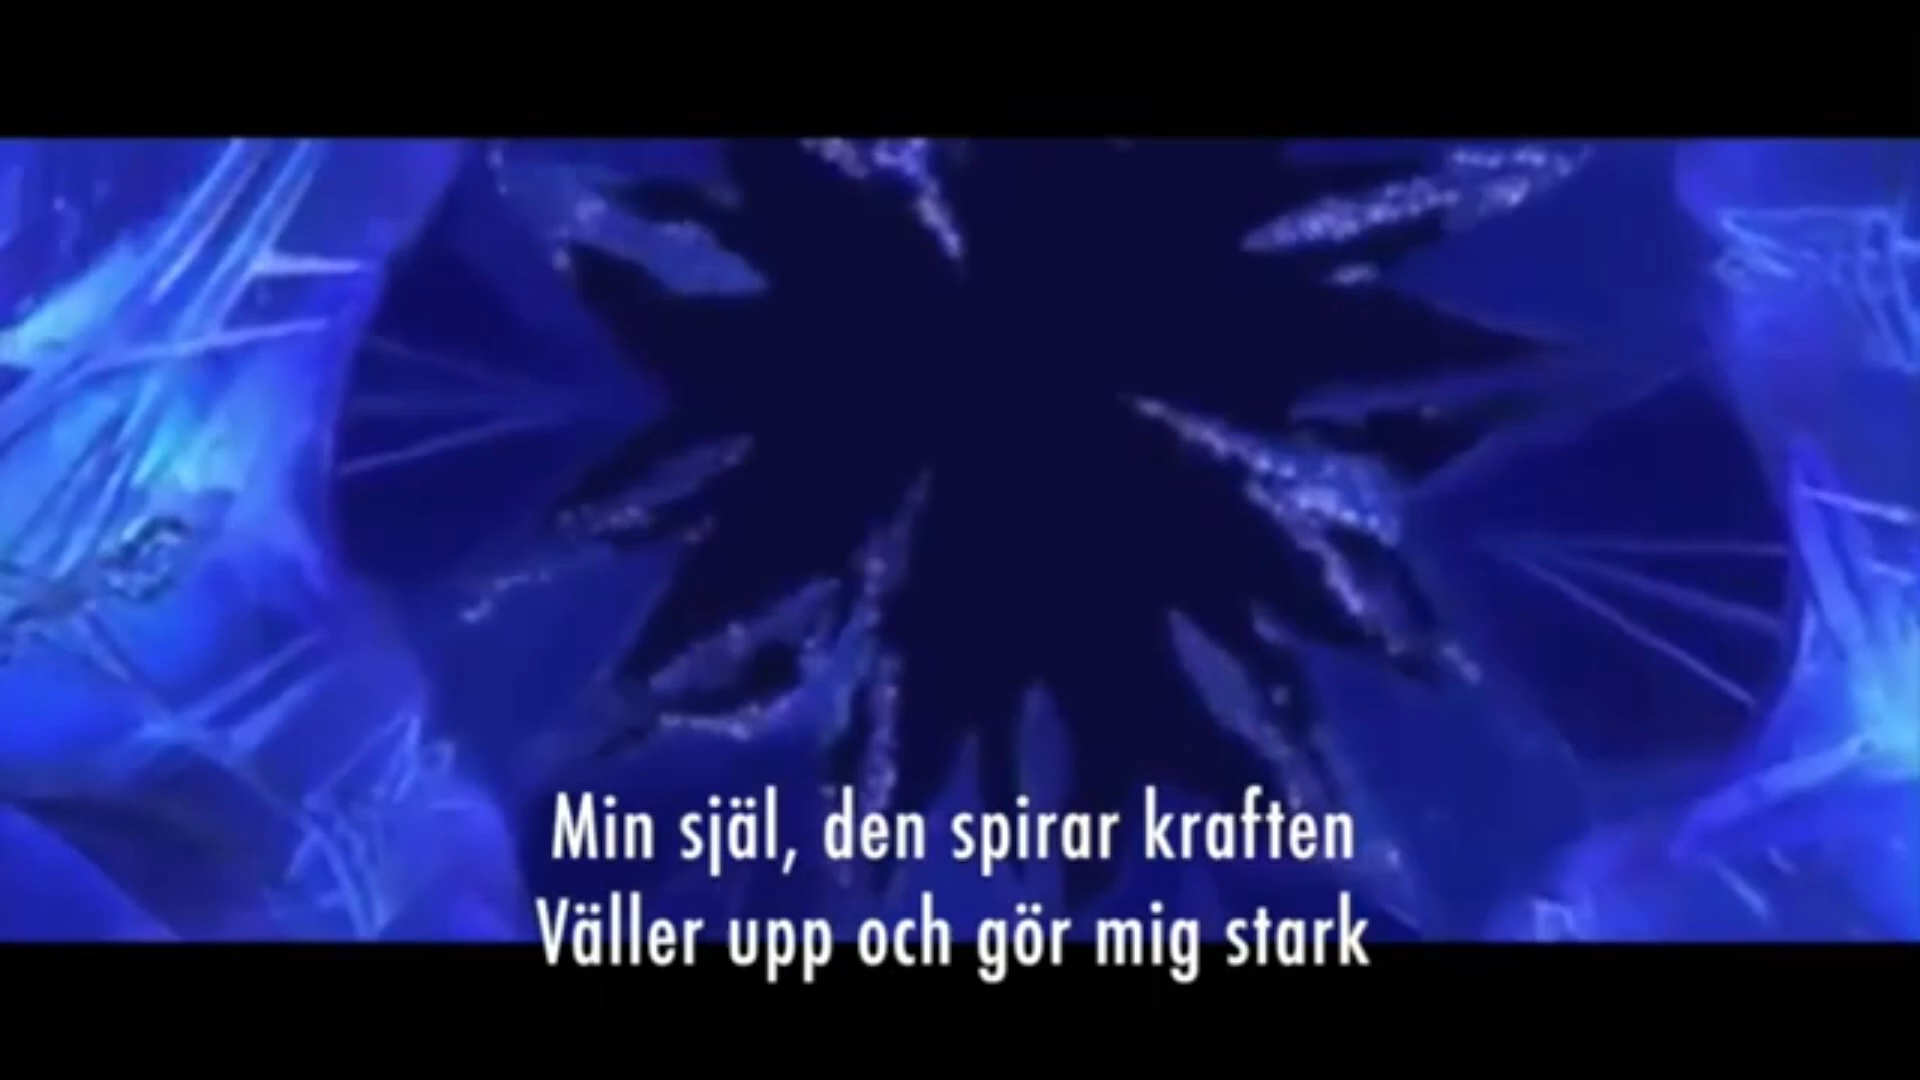 Min själ, den spirar kraften
Väller upp och gör mig stark